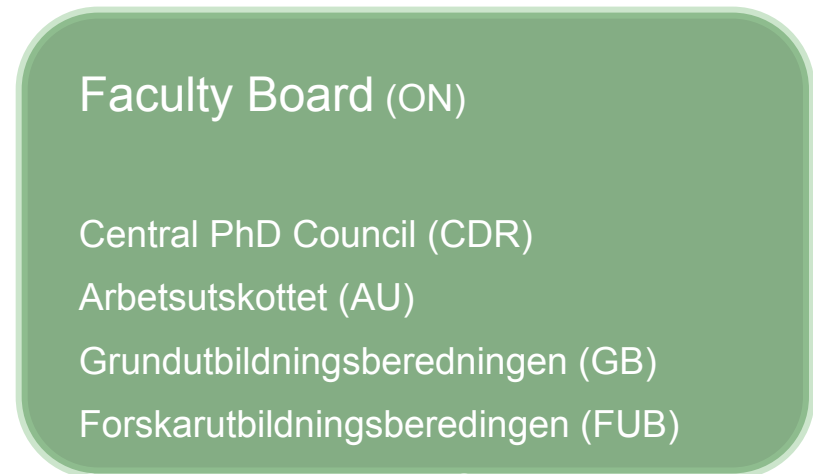 Faculty Board (ON)
Central PhD Council (CDR)
Arbetsutskottet (AU)
Grundutbildningsberedningen (GB)
Forskarutbildningsberedingen (FUB)